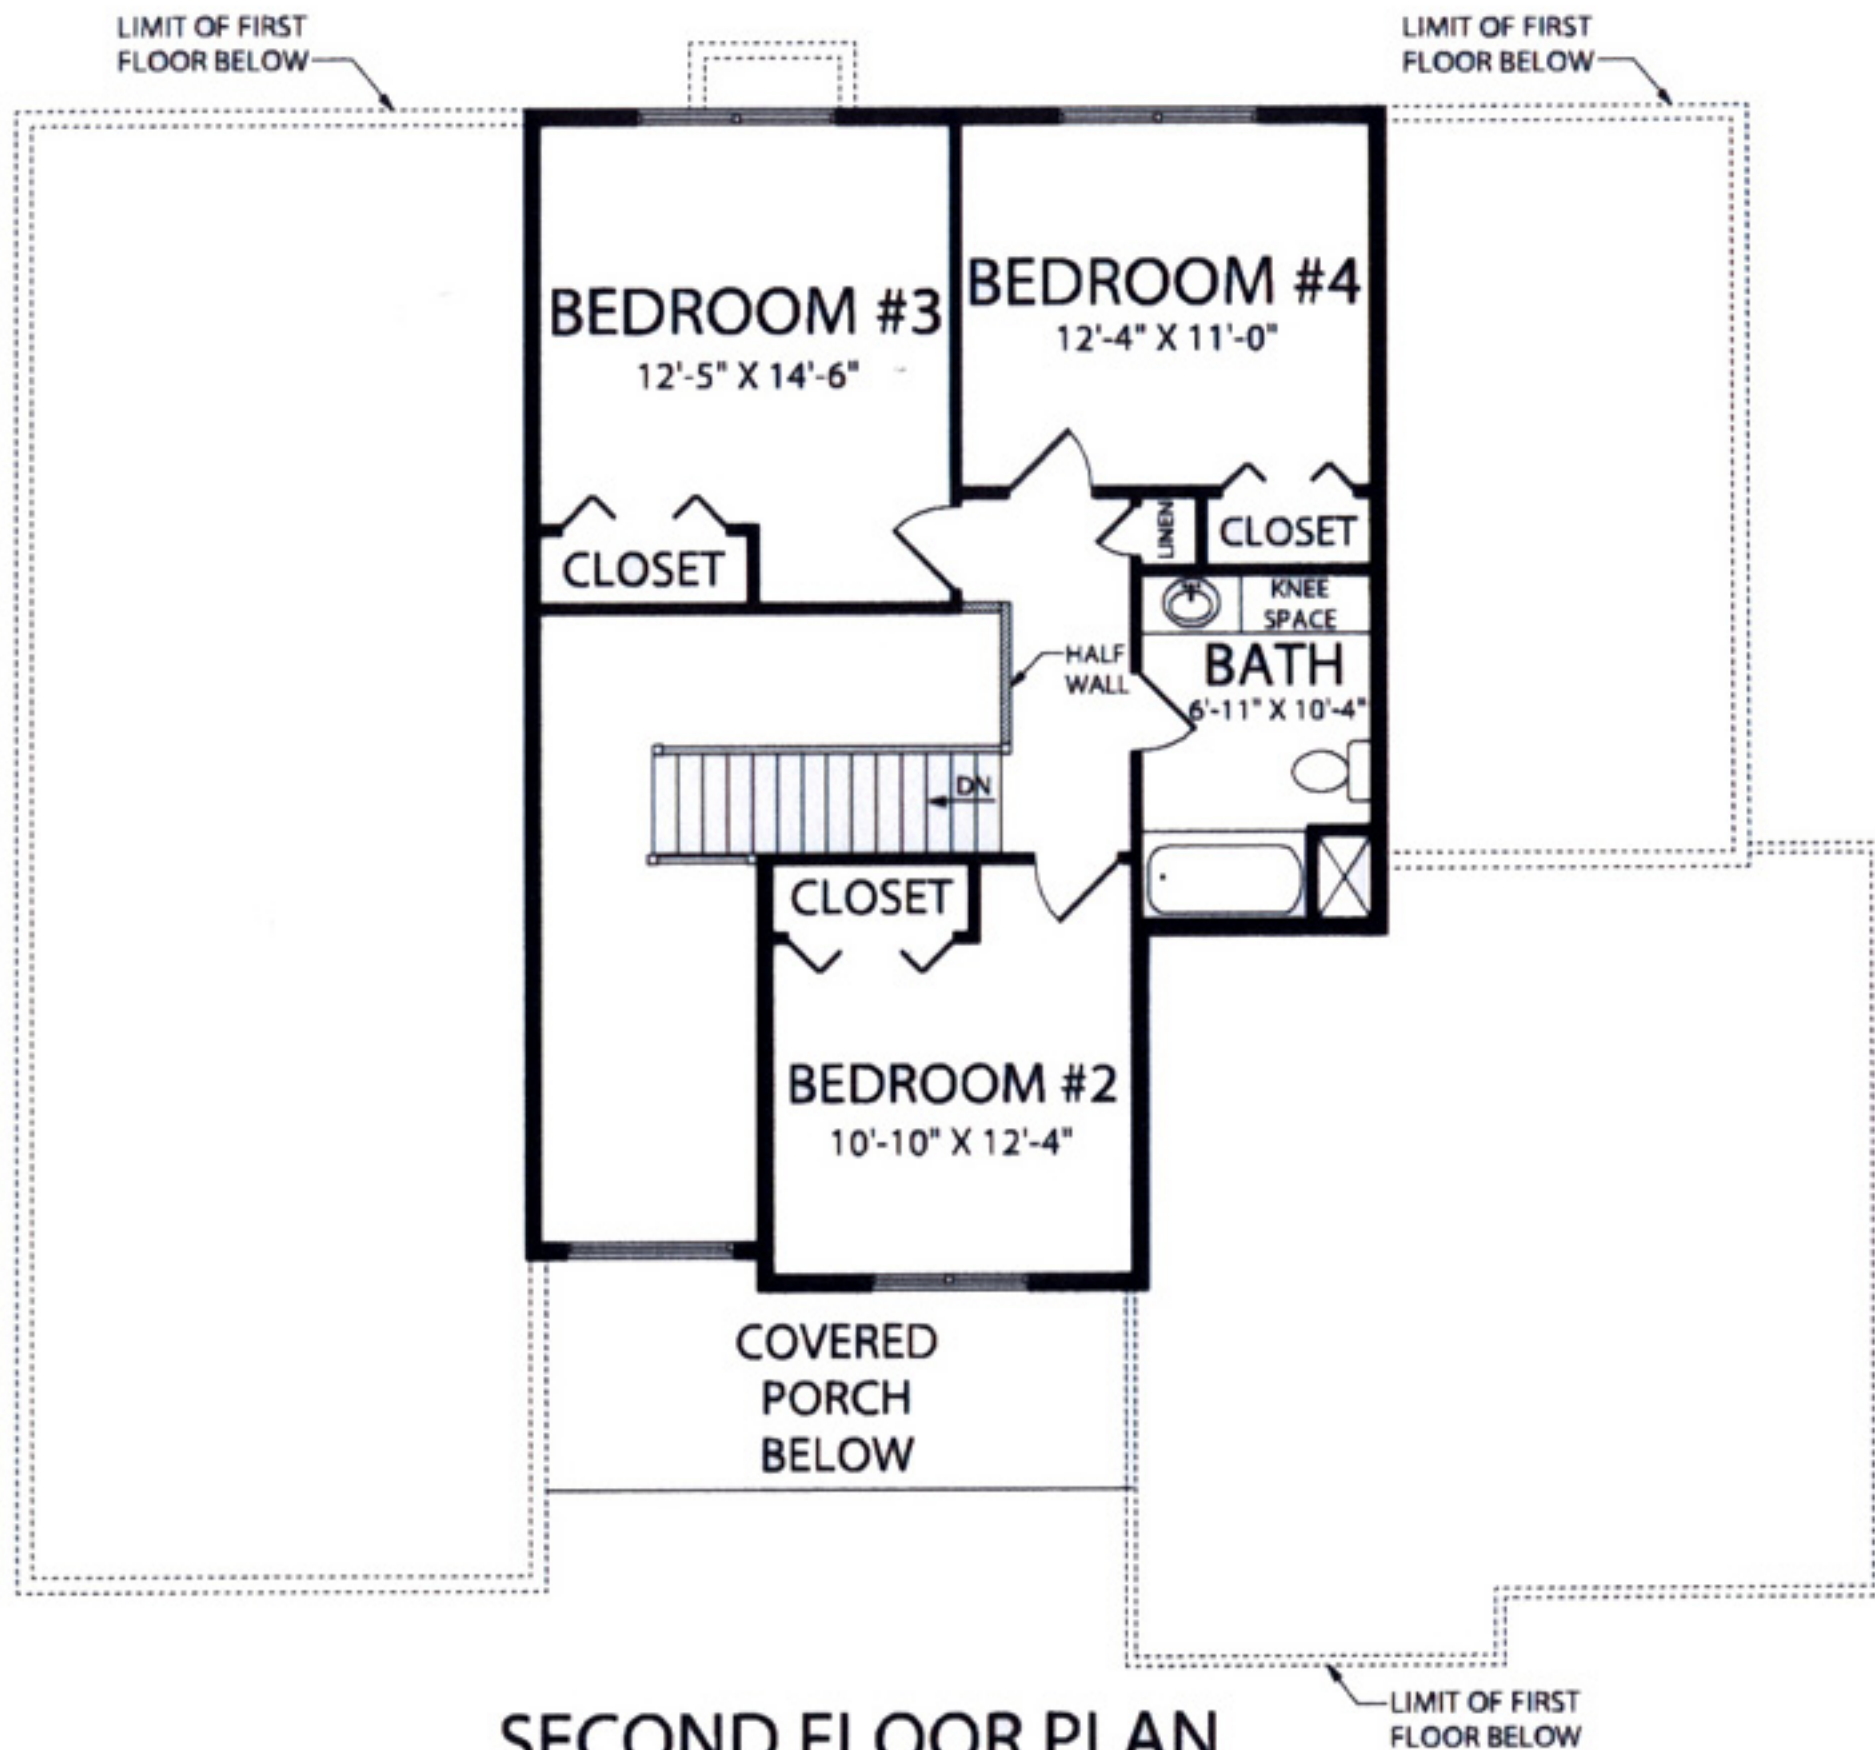 LIMIT OF FIRST
FLOOR BELOW
LIMIT OF FIRST
FLOOR BELOW
BEDROOM #3
12'-5" X 14'-6"
BEDROOM #4
12'-4" X 11'-0"
CLOSET
LINEN
CLOSET
KNEE
SPACE
HALF
WALL
BATH
6'-11" X 10'-4"
DN
CLOSET
BEDROOM #2
10'-10" X 12'-4"
COVERED
PORCH
BELOW
LIMIT OF FIRST
FLOOR BELOW
SECOND FLOOR PLAN